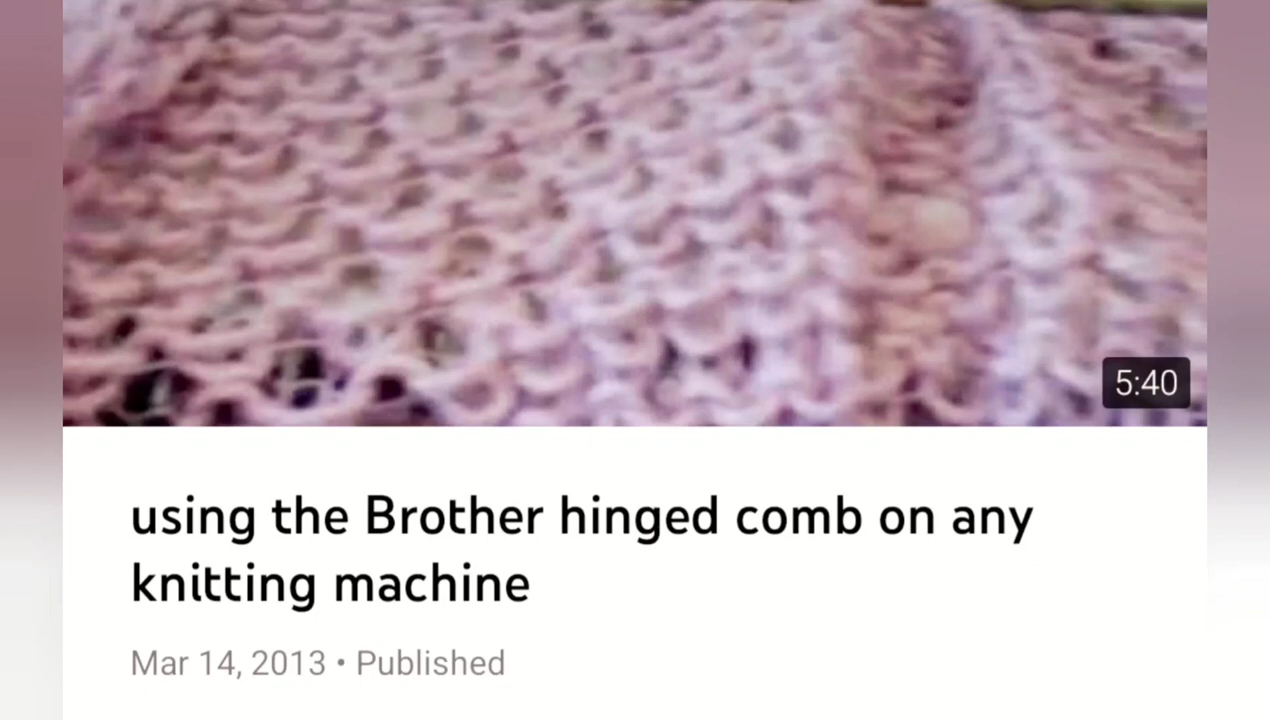 5:40
using the Brother hinged comb on any
knitting machine
Mar 14, 2013 • Published